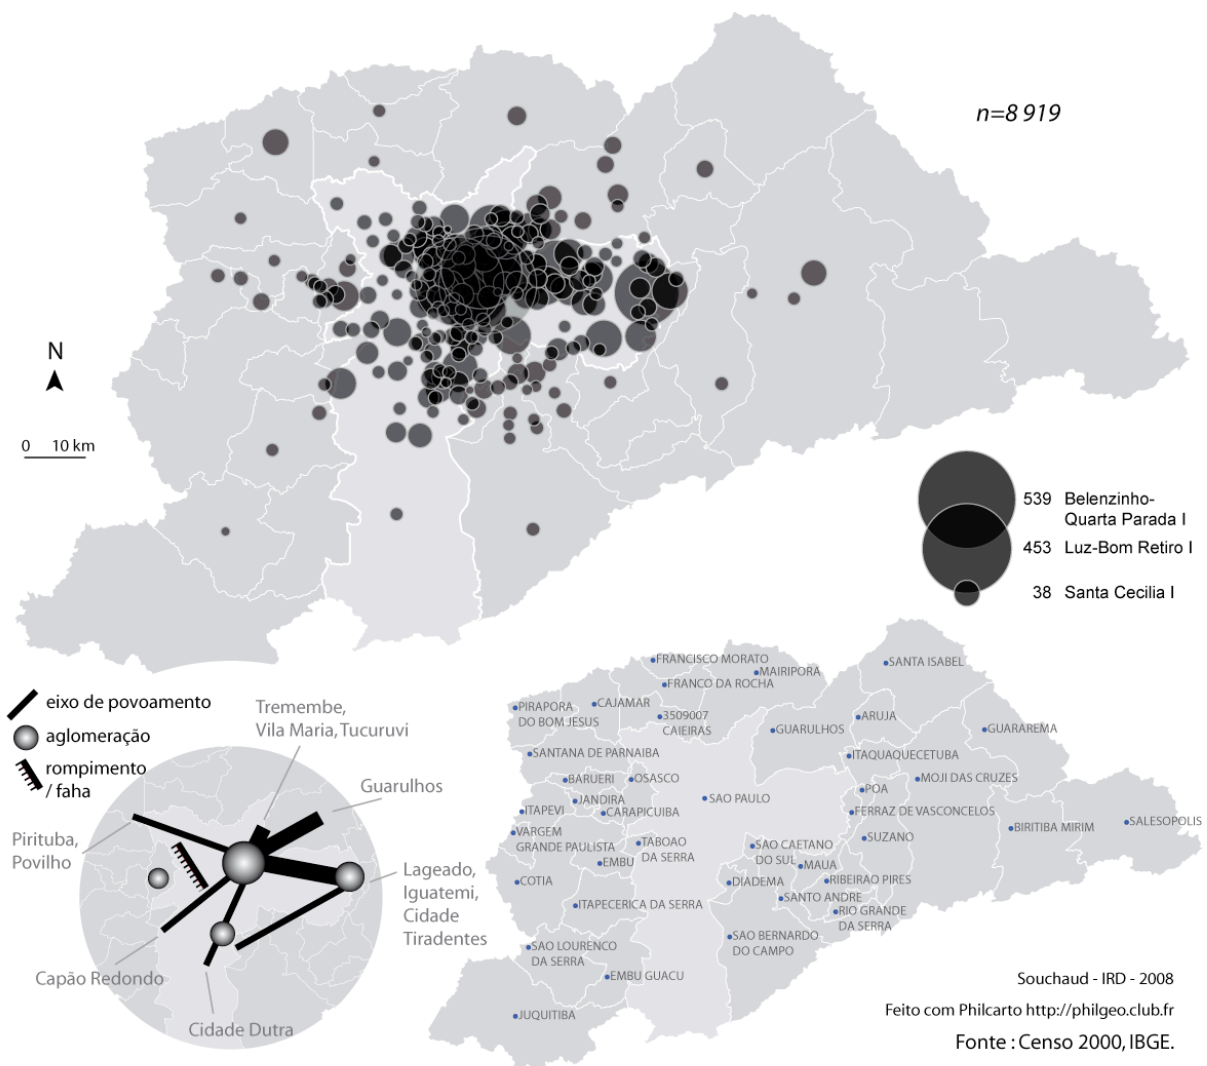 n=8 919
N
0 10 km
539 Belenzinho-
Quarta Parada I
453 Luz-Bom Retiro I
38 Santa Cecilia I
eixo de povoamento
aglomeração
rompimento
/ faha
Tremembe,
Vila Maria, Tucuruvi
Guarulhos
Pirituba,
Povilho
Lageado,
Iguatemi,
Cidade
Tiradentes
Capão Redondo
Cidade Dutra
FRANCISCO MORATO
MAIRIPORA
SANTA ISABEL
FRANCO DA ROCHA
PIRAPORA
DO BOM JESUS
CAJAMAR
3509007
CAIEIRAS
GUARULHOS
ARUJA
GUARAREMA
SANTANA DE PARNAIBA
ITAQUAQUECETUBA
BARUERI
OSASCO
MOJI DAS CRUZES
POA
JANDIRA
SAO PAULO
ITAPEVI
CARAPICUIBA
FERRAZ DE VASCONCELOS
SALESOPOLIS
BIRITIBA MIRIM
VARGEM
GRANDE PAULISTA
TABOAO
DA SERRA
SAO CAETANO
DO SUL
SUZANO
EMBU
MAUA
COTIA
DIADEMA
RIBEIRAO PIRES
SANTO ANDRE
ITAPECERICA DA SERRA
RIO GRANDE
DA SERRA
SAO LOURENCO
DA SERRA
SAO BERNARDO
DO CAMPO
EMBU GUACU
JUQUITIBA
Souchaud - IRD - 2008
Feito com Philcarto http://philgeo.club.fr
Fonte : Censo 2000, IBGE.